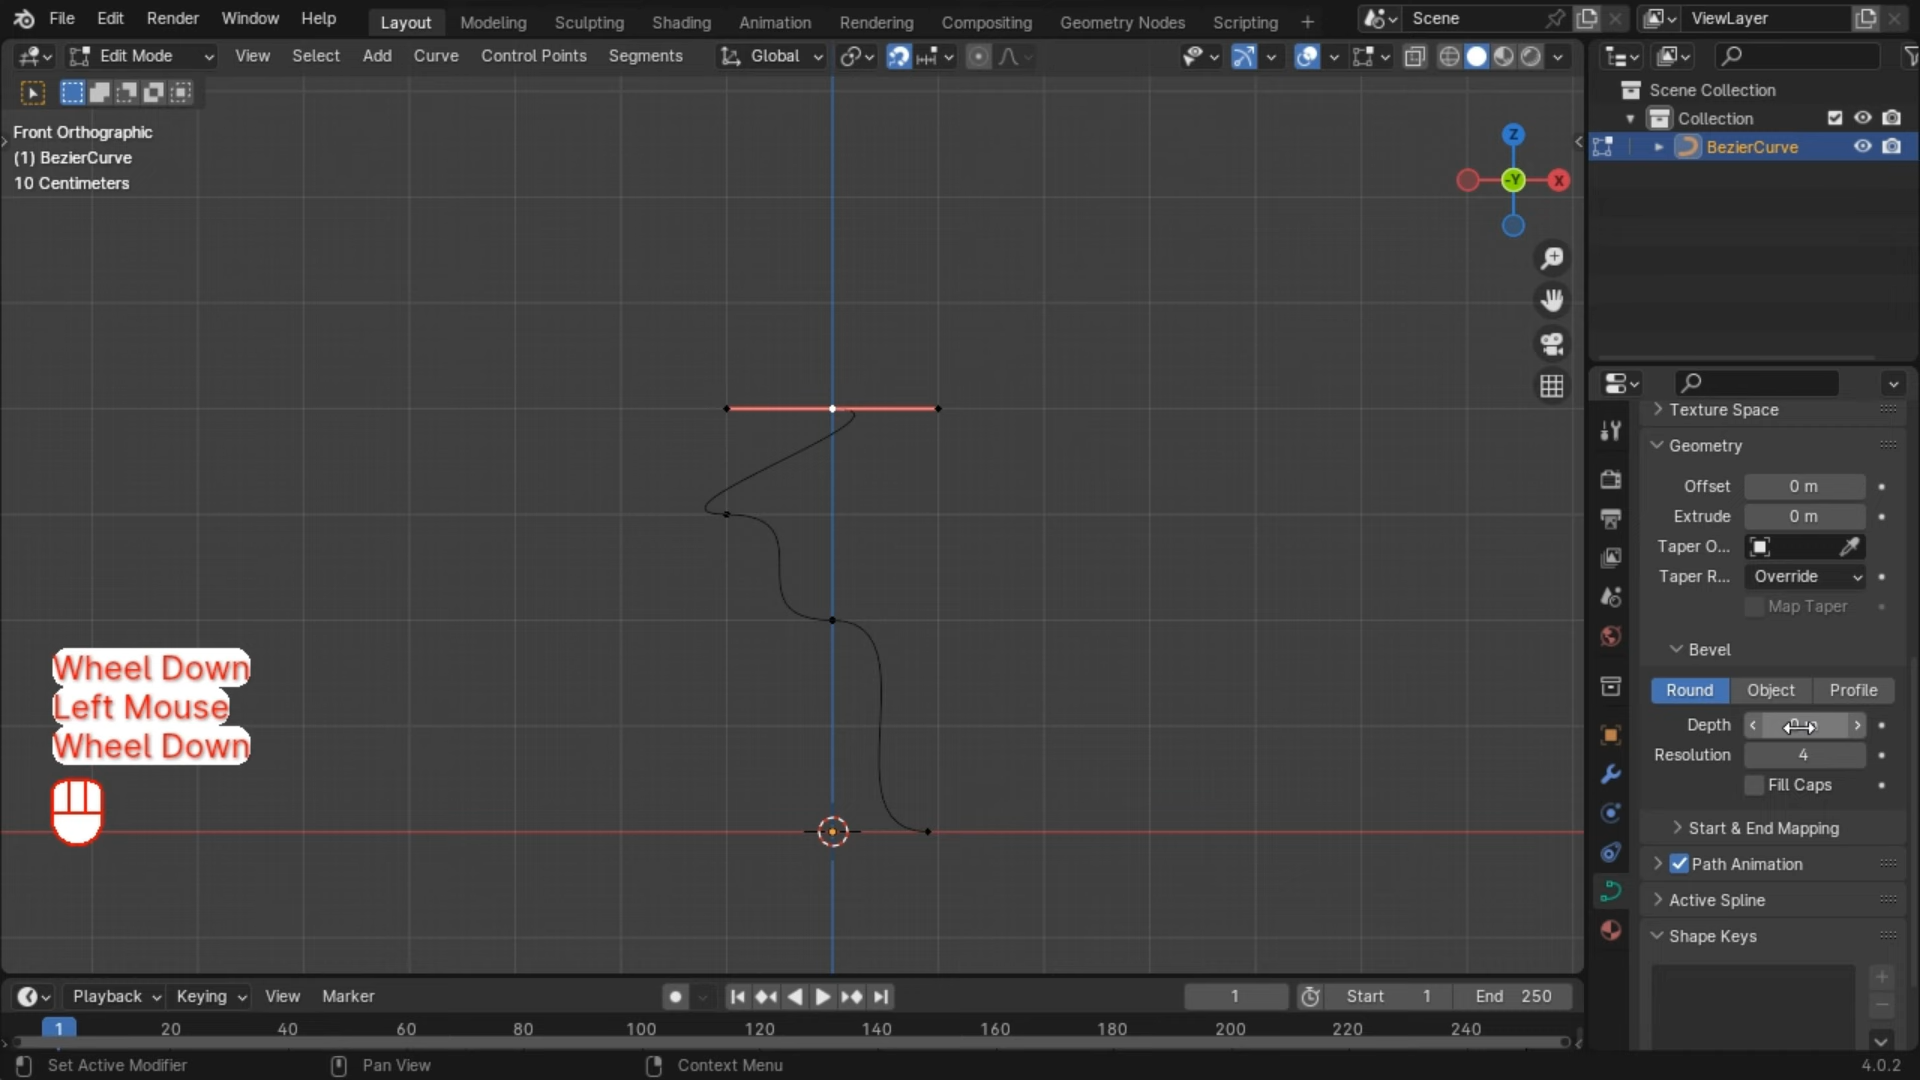 File Edit Render Window Help Layout Modeling Sculpting Shading Animation Rendering Compositing Geometry Nodes Scripting + Scene ViewLayer
Edit Mode View Select Add Curve Control Points Segments Global
Front Orthographic
(1) BezierCurve
10 Centimeters
Z
-Y X
Scene Collection
Collection
BezierCurve
Texture Space
Geometry
Offset 0 m
Extrude 0 m
Taper O...
Taper R... Override
Map Taper
Bevel
Round Object Profile
Depth
Resolution 4
Fill Caps
Start & End Mapping
Path Animation
Active Spline
Shape Keys
Wheel Down
Left Mouse
Wheel Down
Playback Keying View Marker 1 Start 1 End 250
1 20 40 60 80 100 120 140 160 180 200 220 240
Set Active Modifier Pan View Context Menu 4.0.2